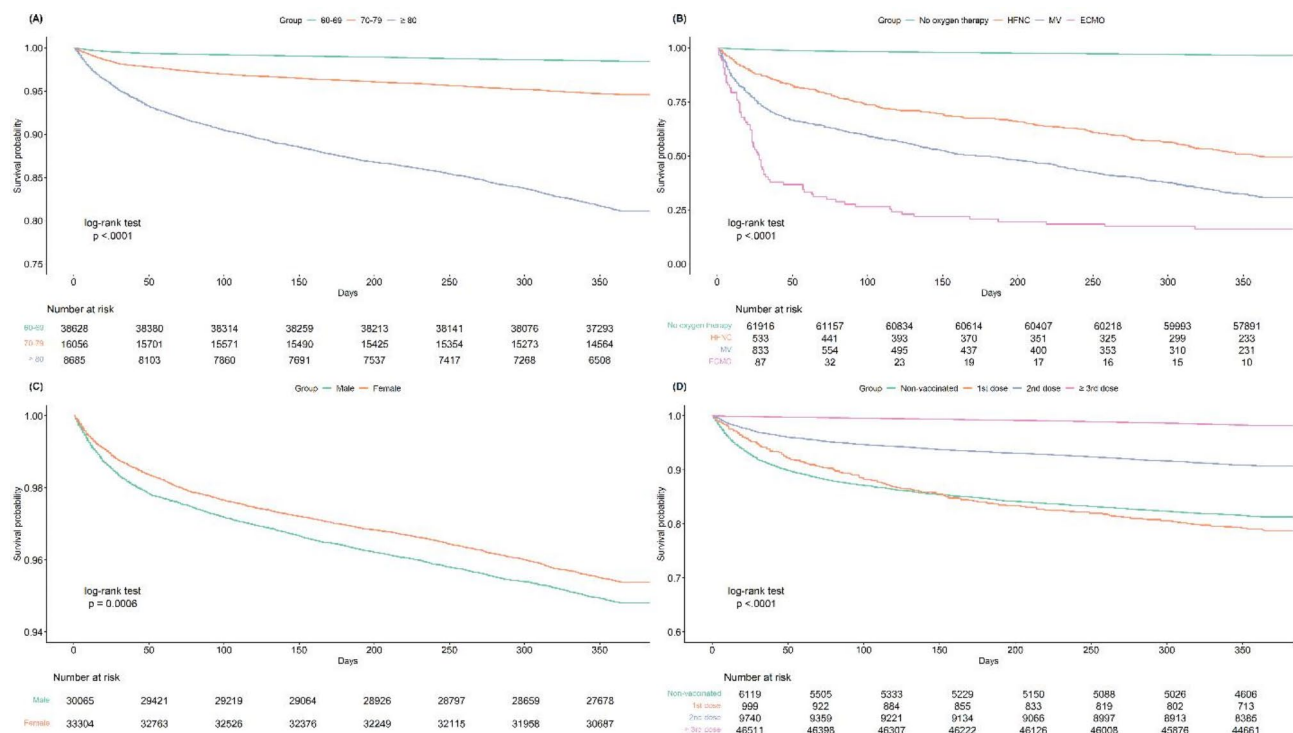 (A)
Group 60-69 70-79 ≥ 80
1.00
0.95
0.90
0.85
0.80
0.75
Survival probability
log-rank test
p <.0001
0 50 100 150 200 250 300 350
Days
Number at risk
60-69 38628 38380 38314 38259 38213 38141 38076 37293
70-79 16056 15701 15571 15490 15425 15354 15273 14564
≥ 80 8685 8103 7860 7691 7537 7417 7268 6508
(B)
Group No oxygen therapy HFNC MV ECMO
1.00
0.75
0.50
0.25
0.00
Survival probability
log-rank test
p <.0001
0 50 100 150 200 250 300 350
Days
Number at risk
No oxygen therapy 61916 61157 60834 60614 60407 60218 59993 57891
HFNC 533 441 393 370 351 325 299 233
MV 833 554 495 437 400 353 310 231
ECMO 87 32 23 19 17 16 15 10
(C)
Group Male Female
1.00
0.98
0.96
0.94
Survival probability
log-rank test
p = 0.0006
0 50 100 150 200 250 300 350
Days
Number at risk
Male 30065 29421 29219 29064 28926 28797 28659 27678
Female 33304 32763 32526 32376 32249 32115 31958 30687
(D)
Group Non-vaccinated 1st dose 2nd dose ≥ 3rd dose
1.0
0.9
0.8
0.7
0.6
Survival probability
log-rank test
p <.0001
0 50 100 150 200 250 300 350
Days
Number at risk
Non-vaccinated 6119 5505 5333 5229 5150 5088 5026 4606
1st dose 999 922 884 855 833 819 802 713
2nd dose 9740 9359 9221 9134 9066 8997 8913 8385
≥ 3rd dose 46511 46398 46307 46222 46126 46008 45876 44661